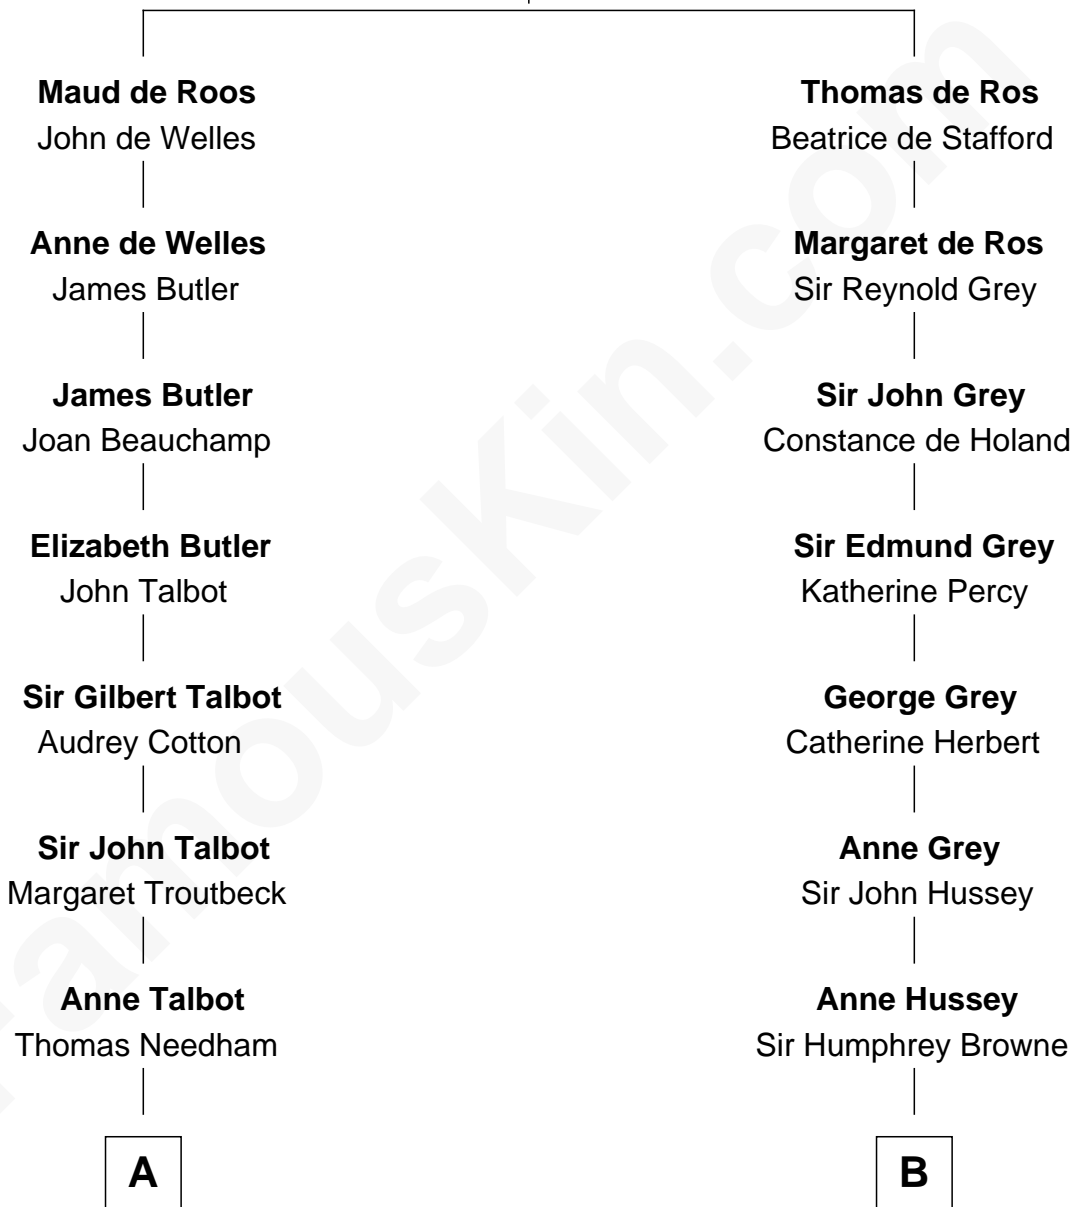 Maud de Roos
John de Welles
Thomas de Ros
Beatrice de Stafford
Anne de Welles
James Butler
Margaret de Ros
Sir Reynold Grey
James Butler
Joan Beauchamp
Sir John Grey
Constance de Holand
Elizabeth Butler
John Talbot
Sir Edmund Grey
Katherine Percy
Sir Gilbert Talbot
Audrey Cotton
George Grey
Catherine Herbert
Sir John Talbot
Margaret Troutbeck
Anne Grey
Sir John Hussey
Anne Talbot
Thomas Needham
Anne Hussey
Sir Humphrey Browne
A
B
FamousKin.com